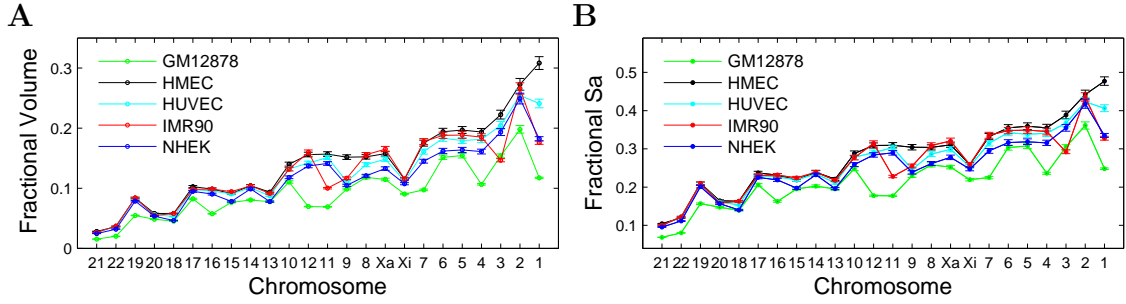 A
Fractional Volume
0.3
0.2
0.1
0
GM12878
HMEC
HUVEC
IMR90
NHEK
21 22 19 20 18 17 16 15 14 13 10 12 11 9 8 Xa Xi 7 6 5 4 3 2 1
Chromosome
B
Fractional Sa
0.5
0.4
0.3
0.2
0.1
GM12878
HMEC
HUVEC
IMR90
NHEK
21 22 19 20 18 17 16 15 14 13 10 12 11 9 8 Xa Xi 7 6 5 4 3 2 1
Chromosome